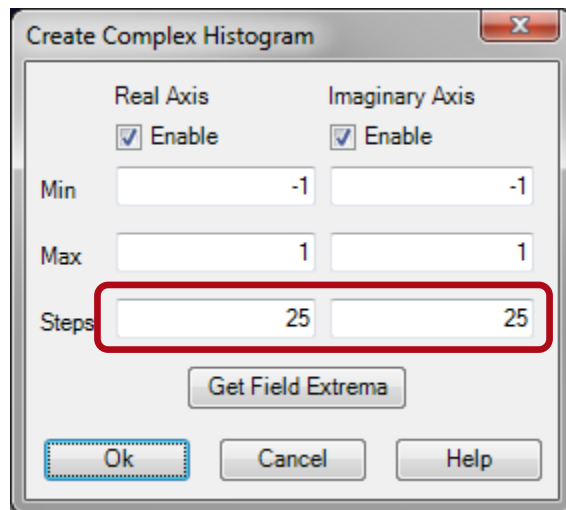 Create Complex Histogram
Real Axis Imaginary Axis
Enable Enable
Min -1 -1
Max 1 1
Steps 25 25
Get Field Extrema
Ok Cancel Help